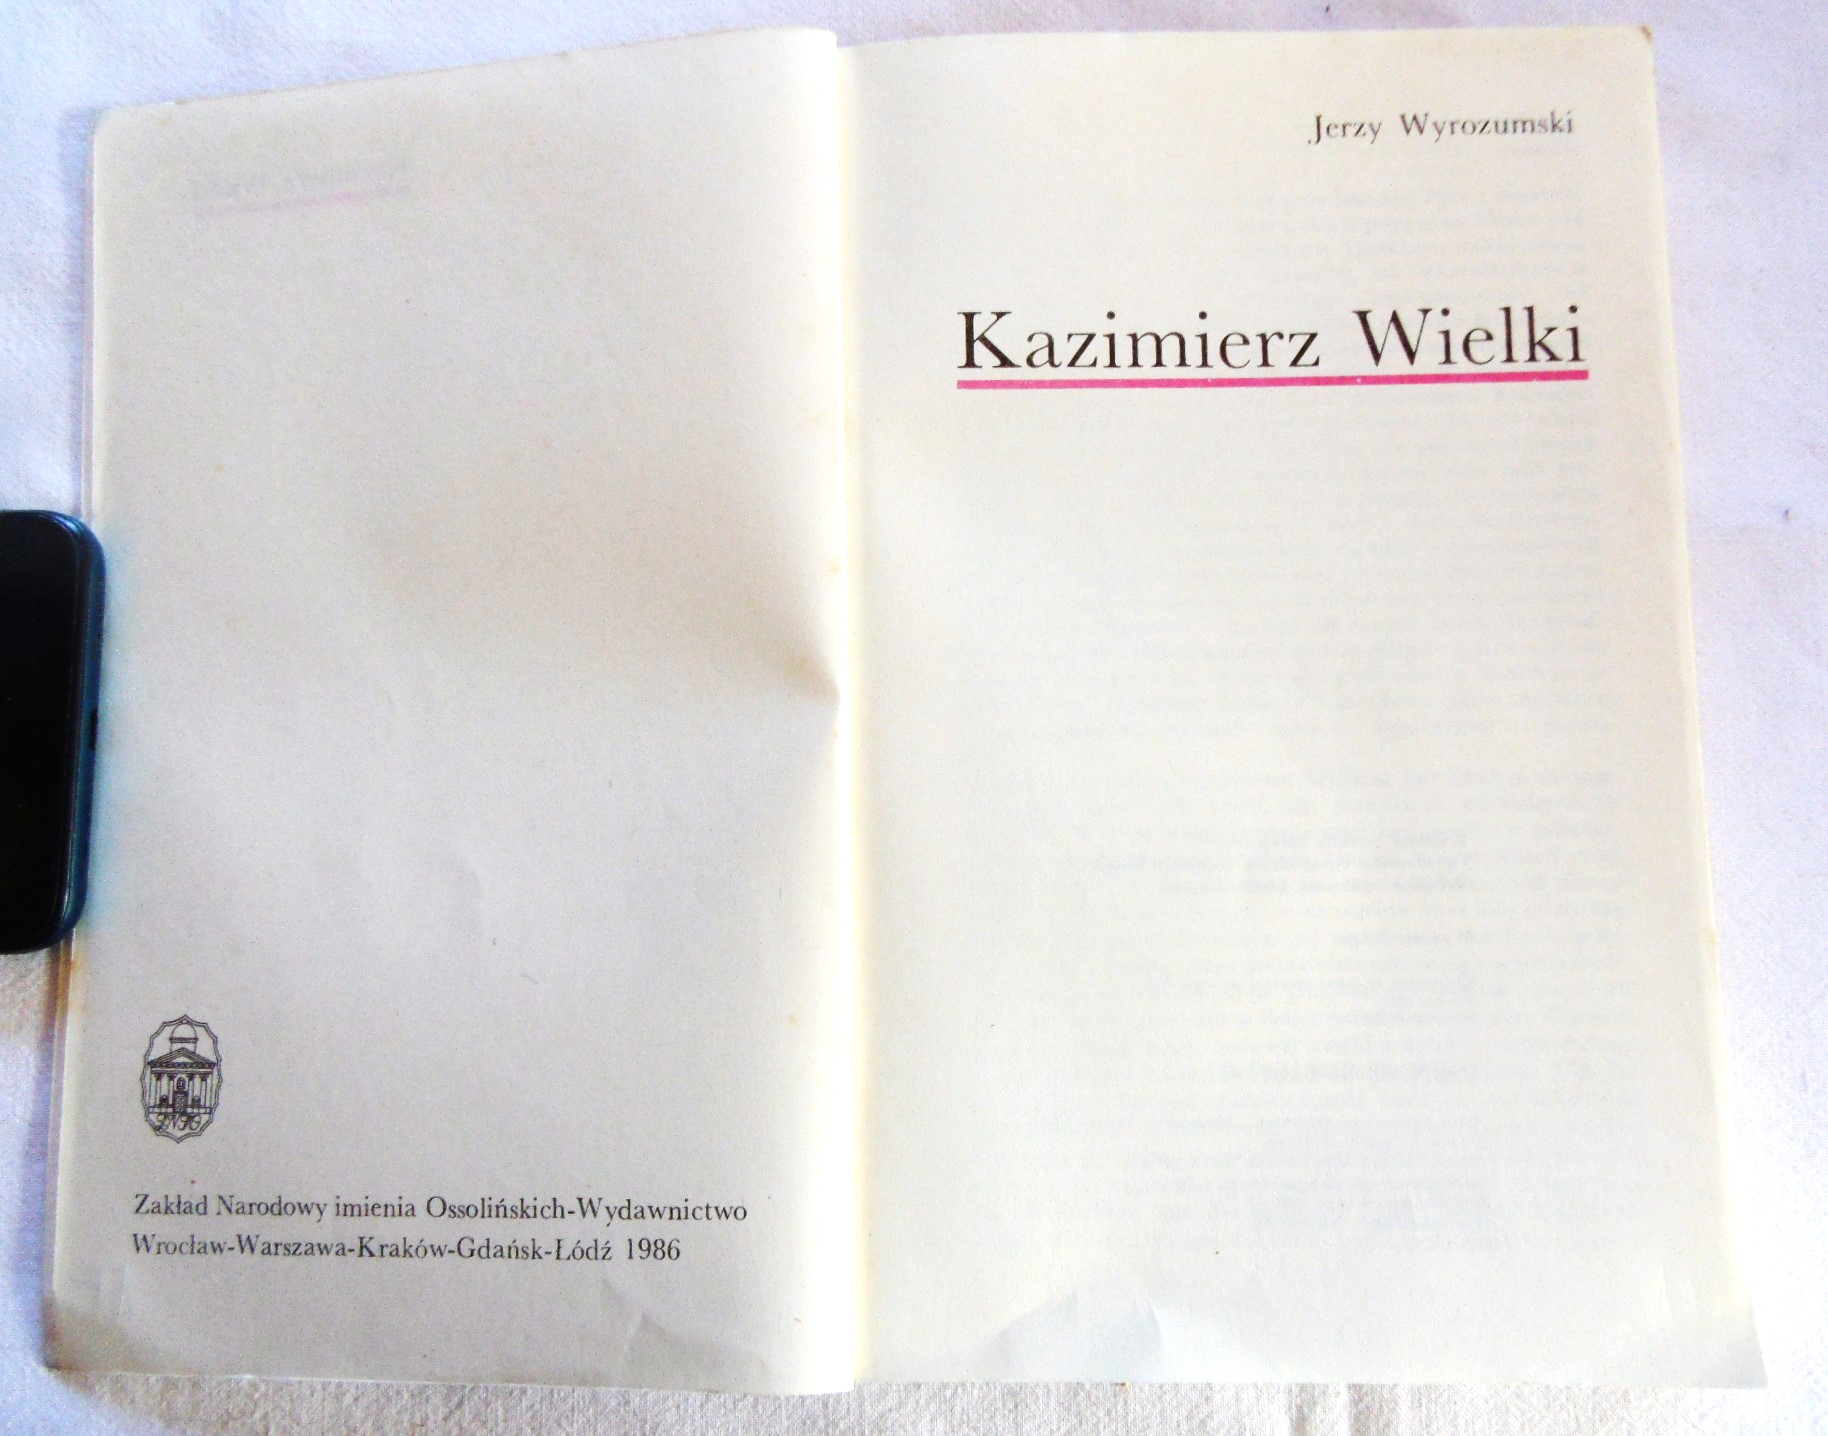 Zakład Narodowy imienia Ossolińskich-Wydawnictwo
Wrocław-Warszawa-Kraków-Gdańsk-Łódź 1986
Jerzy Wyrozumski
Kazimierz Wielki